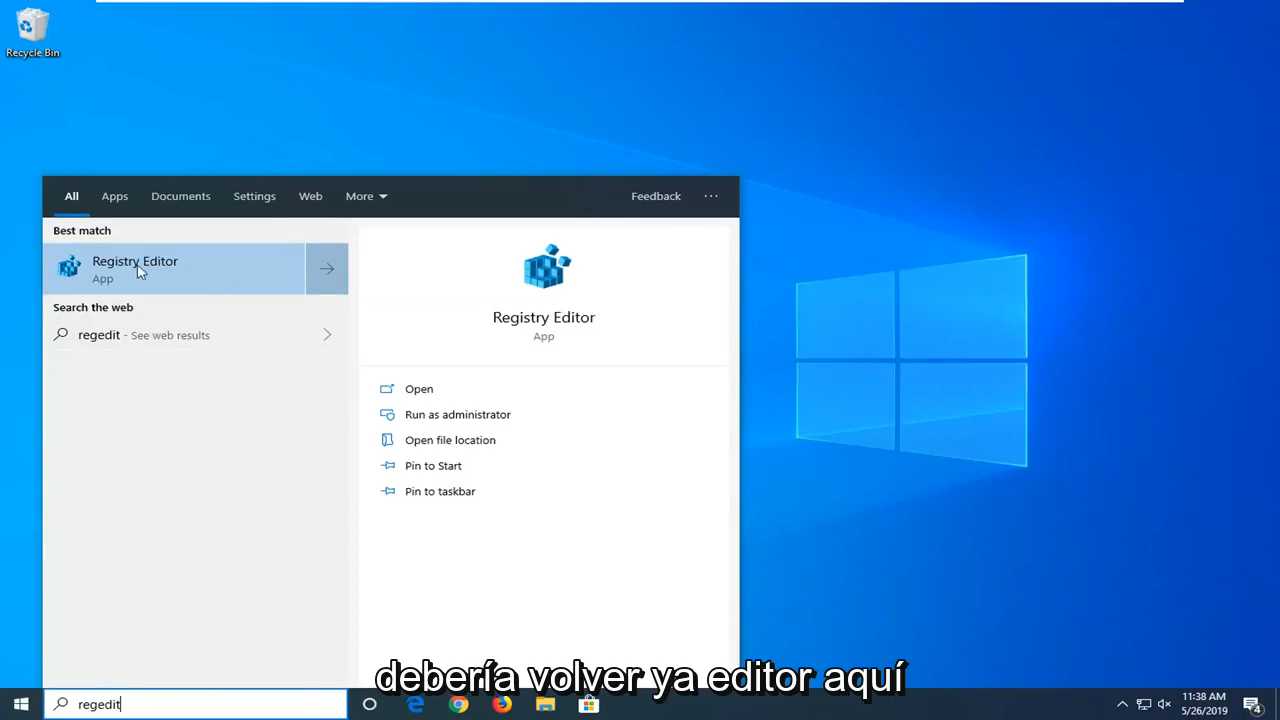 Recycle Bin
All Apps Documents Settings Web More Feedback ...
Best match
Registry Editor
App
Search the web
regedit - See web results
Registry Editor
App
Open
Run as administrator
Open file location
Pin to Start
Pin to taskbar
debería volver ya editor aquí
regedit
11:38 AM
5/26/2019
4